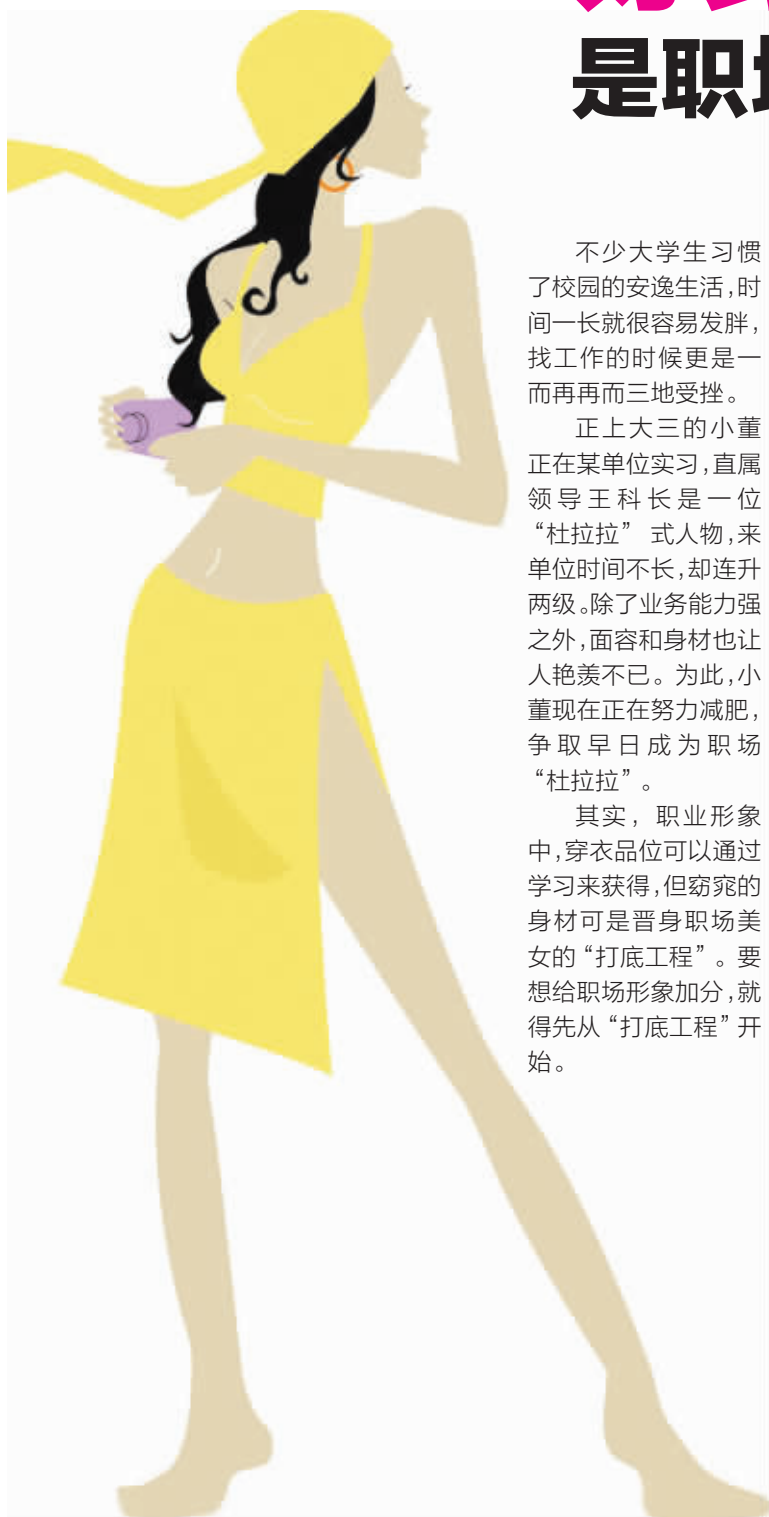 是职
不少大学生习惯
了校园的安逸生活,时
间一长就很容易发胖,
找工作的时候更是一
而再再而三地受挫。
正上大三的小董
正在某单位实习,直属
领导王科长是一位
“杜拉拉” 式人物,来
单位时间不长,却连升
两级。除了业务能力强
之外,面容和身材也让
人艳羡不已。为此,小
董现在正在努力减肥,
争取早日成为职场
“杜拉拉”。
其实,职业形象
中,穿衣品位可以通过
学习来获得,但窈窕的
身材可是晋身职场美
女的“打底工程”。要
想给职场形象加分,就
得先从“打底工程”开
始。